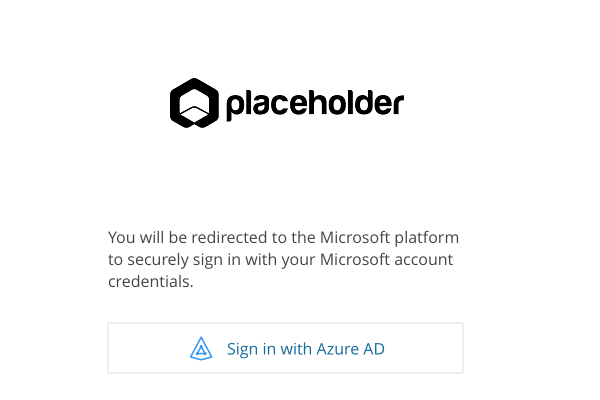 placeholder
You will be redirected to the Microsoft platform
to securely sign in with your Microsoft account
credentials.
Sign in with Azure AD